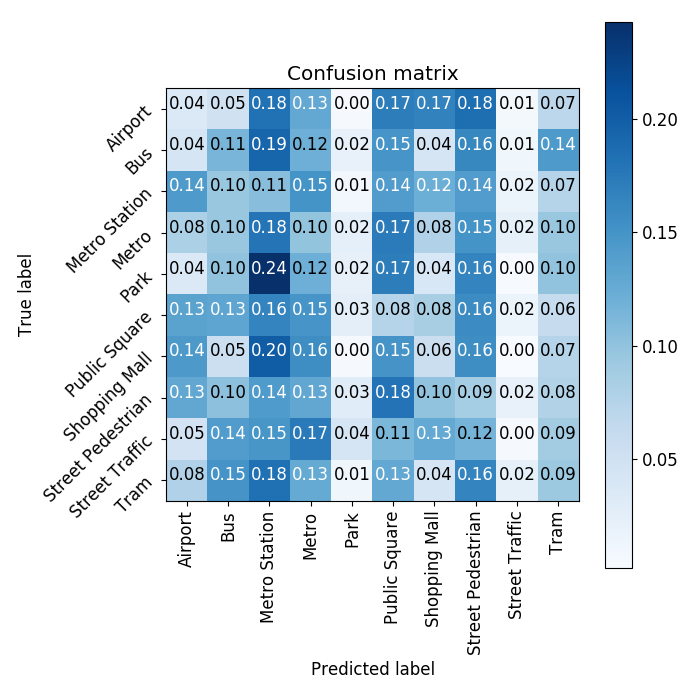 Confusion matrix
True label
Airport 0.04 0.05 0.18 0.13 0.00 0.17 0.17 0.18 0.01 0.07
Bus 0.04 0.11 0.19 0.12 0.02 0.15 0.04 0.16 0.01 0.14
Metro Station 0.14 0.10 0.11 0.15 0.01 0.14 0.12 0.14 0.02 0.07
Metro 0.08 0.10 0.18 0.10 0.02 0.17 0.08 0.15 0.02 0.10
Park 0.04 0.10 0.24 0.12 0.02 0.17 0.04 0.16 0.00 0.10
Public Square 0.13 0.13 0.16 0.15 0.03 0.08 0.08 0.16 0.02 0.06
Shopping Mall 0.14 0.05 0.20 0.16 0.00 0.15 0.06 0.16 0.00 0.07
Street Pedestrian 0.13 0.10 0.14 0.13 0.03 0.18 0.10 0.09 0.02 0.08
Street Traffic 0.05 0.14 0.15 0.17 0.04 0.11 0.13 0.12 0.00 0.09
Tram 0.08 0.15 0.18 0.13 0.01 0.13 0.04 0.16 0.02 0.09
Airport
Bus
Metro Station
Metro
Park
Public Square
Shopping Mall
Street Pedestrian
Street Traffic
Tram
Predicted label
0.20
0.15
0.10
0.05